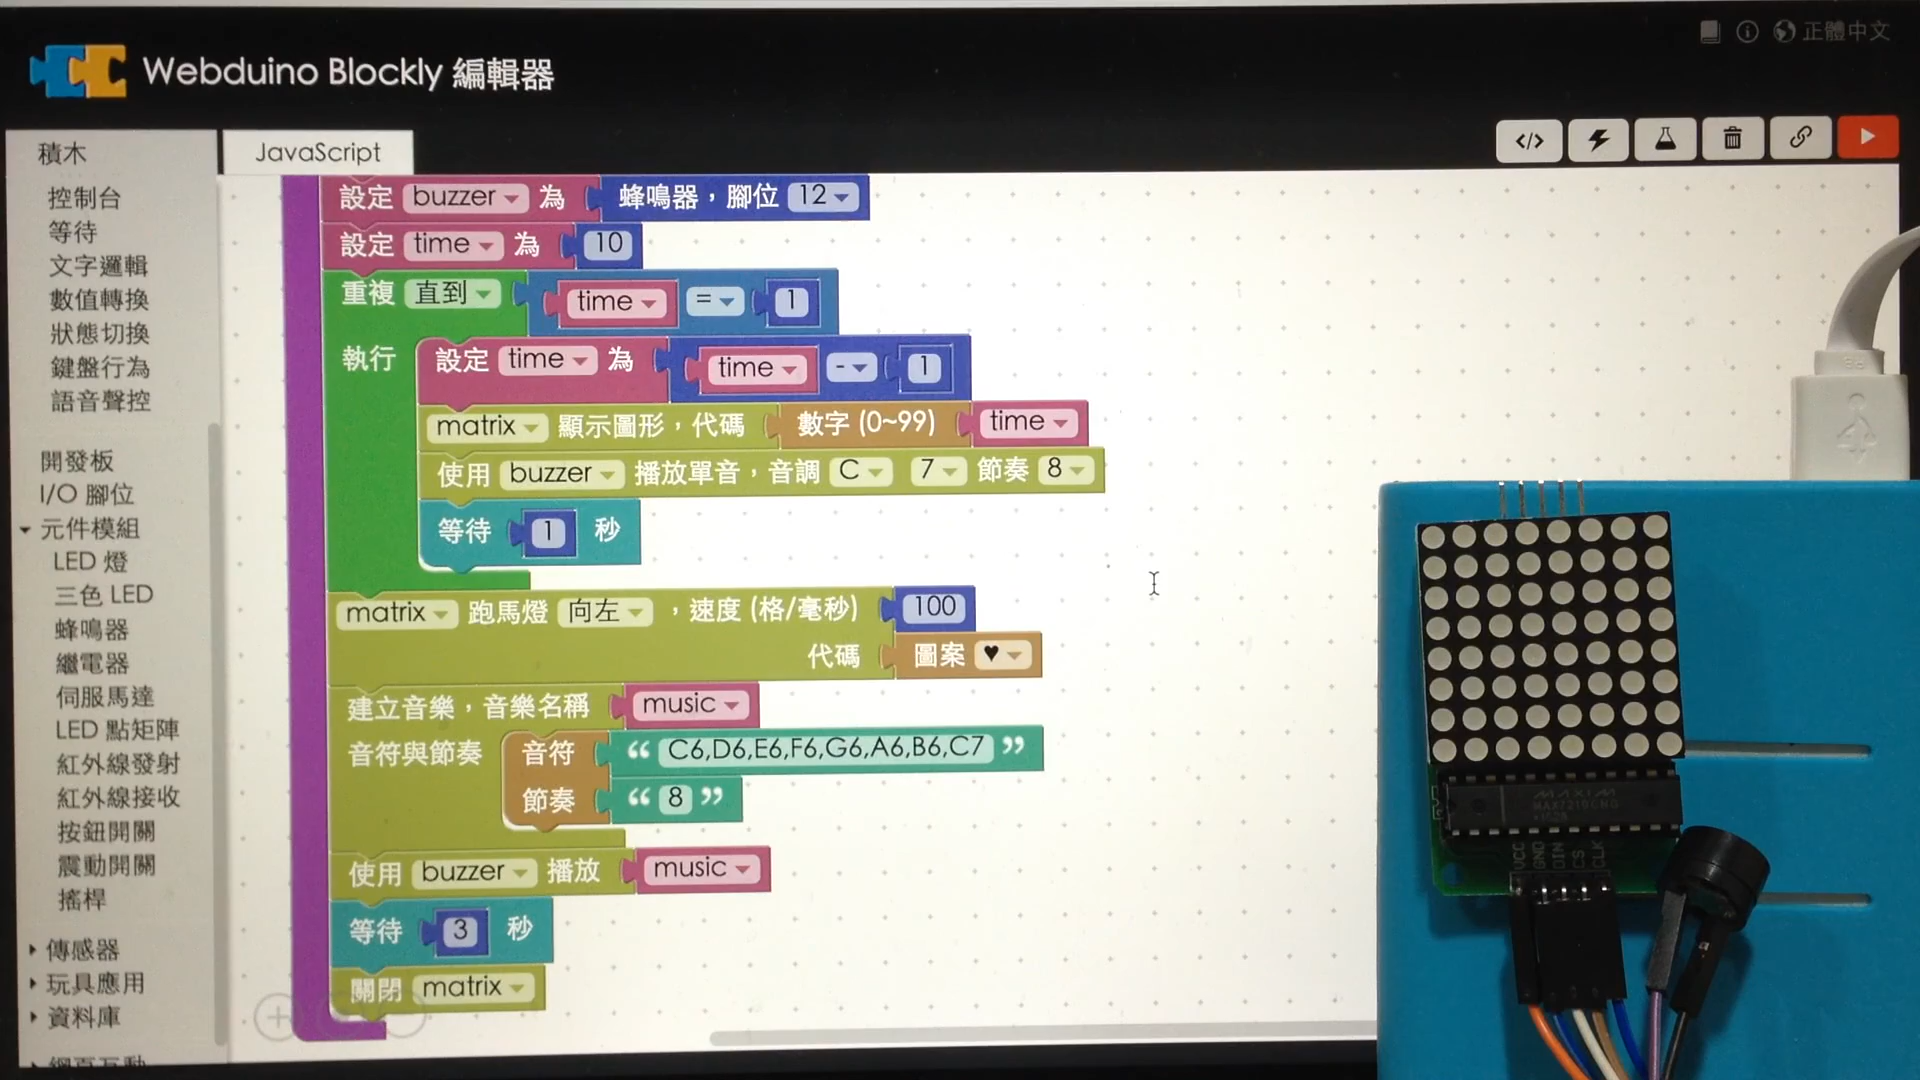 正體中文
Webduino Blockly 編輯器
積木
JavaScript
控制台
等待
文字邏輯
數值轉換
狀態切換
鍵盤行為
語音聲控
開發板
I/O 腳位
元件模組
LED 燈
三色 LED
蜂鳴器
繼電器
伺服馬達
LED 點矩陣
紅外線發射
紅外線接收
按鈕開關
震動開關
搖桿
傳感器
玩具應用
資料庫
設定 buzzer 為 蜂鳴器,腳位 12
設定 time 為 10
重複 直到 time = 1
執行 設定 time 為 time - 1
matrix 顯示圖形,代碼 數字 (0~99) time
使用 buzzer 播放單音,音調 C 7 節奏 8
等待 1 秒
matrix 跑馬燈 向左 ,速度 (格/毫秒) 100
代碼 圖案 ♥
建立音樂,音樂名稱 music
音符與節奏 音符 “ C6,D6,E6,F6,G6,A6,B6,C7 ”
節奏 “ 8 ”
使用 buzzer 播放 music
等待 3 秒
關閉 matrix
VCC
GND
DIN
CS
CLK